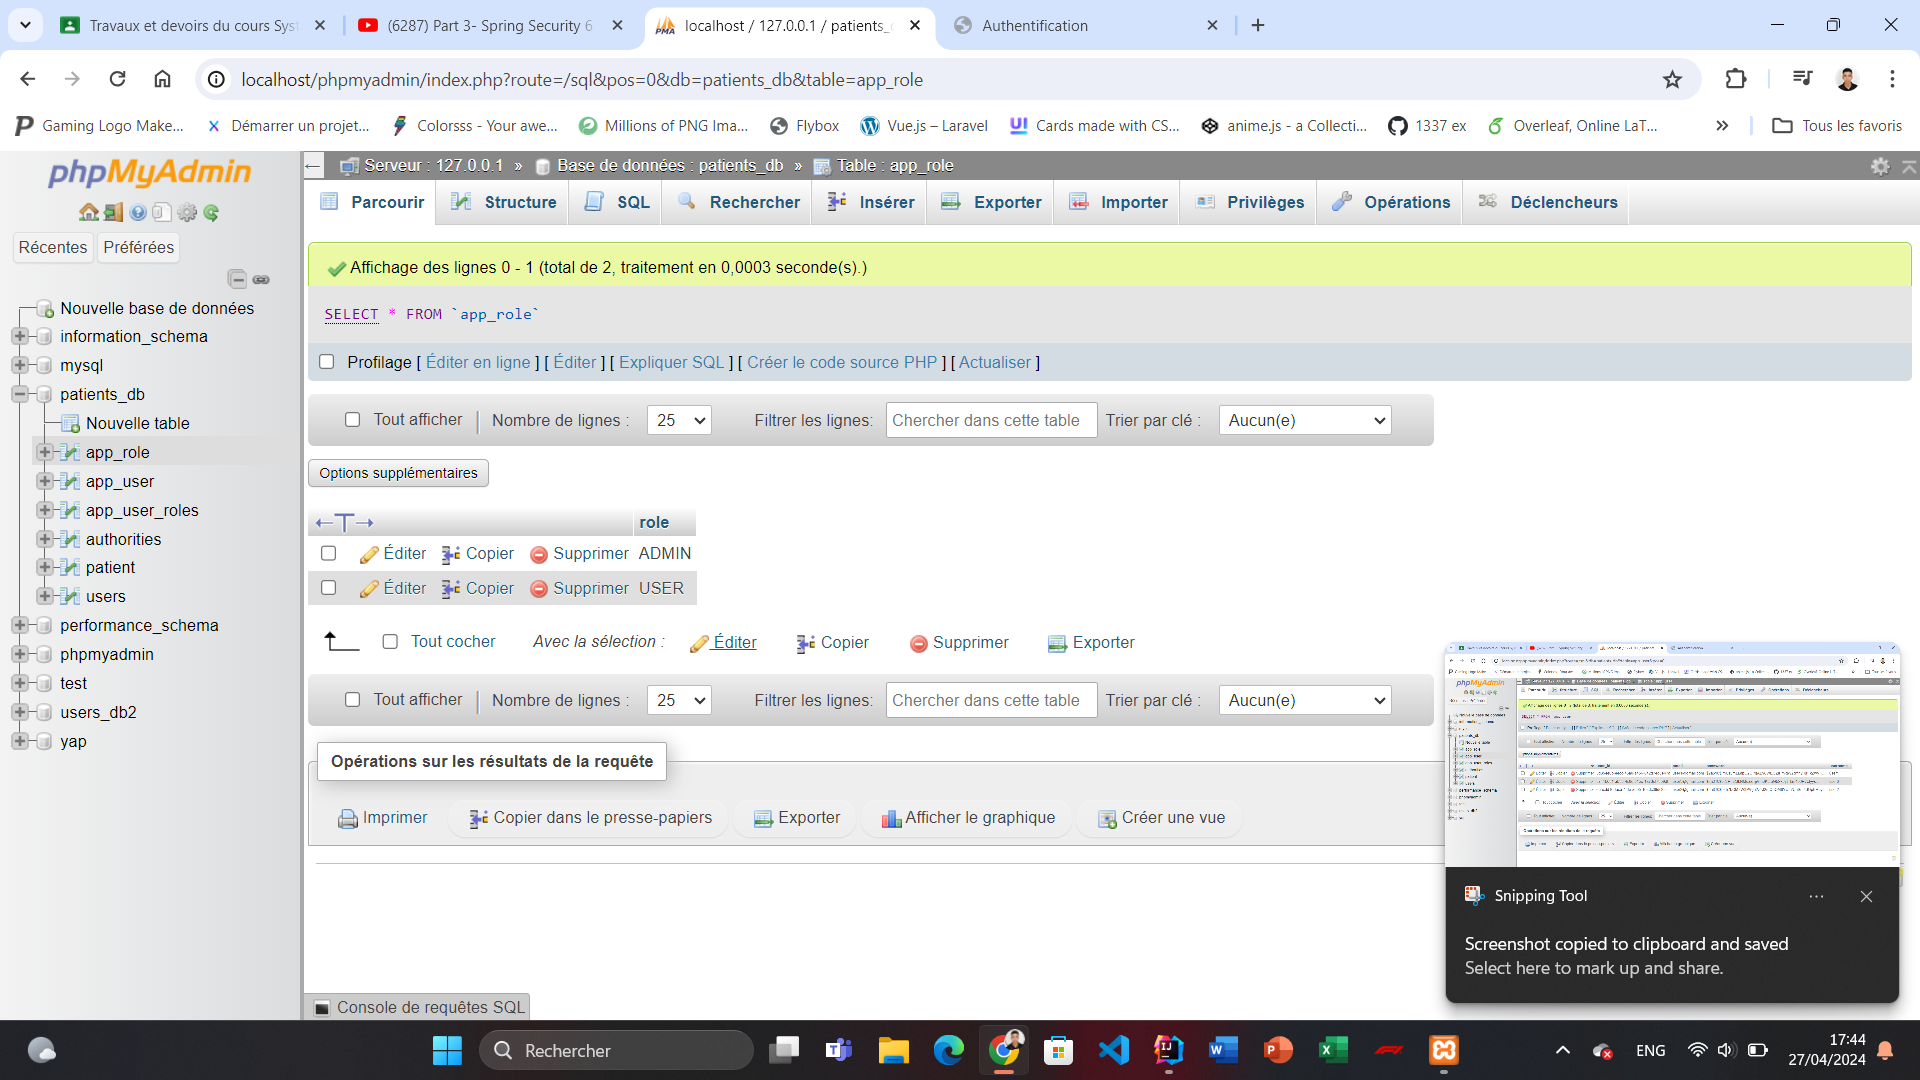 Travaux et devoirs du cours Syst
(6287) Part 3- Spring Security 6
localhost / 127.0.0.1 / patients_
Authentification
localhost/phpmyadmin/index.php?route=/sql&pos=0&db=patients_db&table=app_role
Gaming Logo Make...
Démarrer un projet...
Colorsss - Your awe...
Millions of PNG Ima...
Flybox
Vue.js – Laravel
Cards made with CS...
anime.js - a Collecti...
1337 ex
Overleaf, Online LaT...
Tous les favoris
phpMyAdmin
Récentes
Préférées
Nouvelle base de données
information_schema
mysql
patients_db
Nouvelle table
app_role
app_user
app_user_roles
authorities
patient
users
performance_schema
phpmyadmin
test
users_db2
yap
Serveur : 127.0.0.1 » Base de données : patients_db » Table : app_role
Parcourir
Structure
SQL
Rechercher
Insérer
Exporter
Importer
Privilèges
Opérations
Déclencheurs
Affichage des lignes 0 - 1 (total de 2, traitement en 0,0003 seconde(s).)
SELECT * FROM `app_role`
Profilage [ Éditer en ligne ] [ Éditer ] [ Expliquer SQL ] [ Créer le code source PHP ] [ Actualiser ]
Tout afficher | Nombre de lignes : 25 Filtrer les lignes: Chercher dans cette table Trier par clé : Aucun(e)
Options supplémentaires
←T→ role
Éditer Copier Supprimer ADMIN
Éditer Copier Supprimer USER
Tout cocher Avec la sélection : Éditer Copier Supprimer Exporter
Tout afficher | Nombre de lignes : 25 Filtrer les lignes: Chercher dans cette table Trier par clé : Aucun(e)
Opérations sur les résultats de la requête
Imprimer Copier dans le presse-papiers Exporter Afficher le graphique Créer une vue
Console de requêtes SQL
phpMyAdmin
Snipping Tool
Screenshot copied to clipboard and saved
Select here to mark up and share.
Rechercher
ENG
17:44
27/04/2024